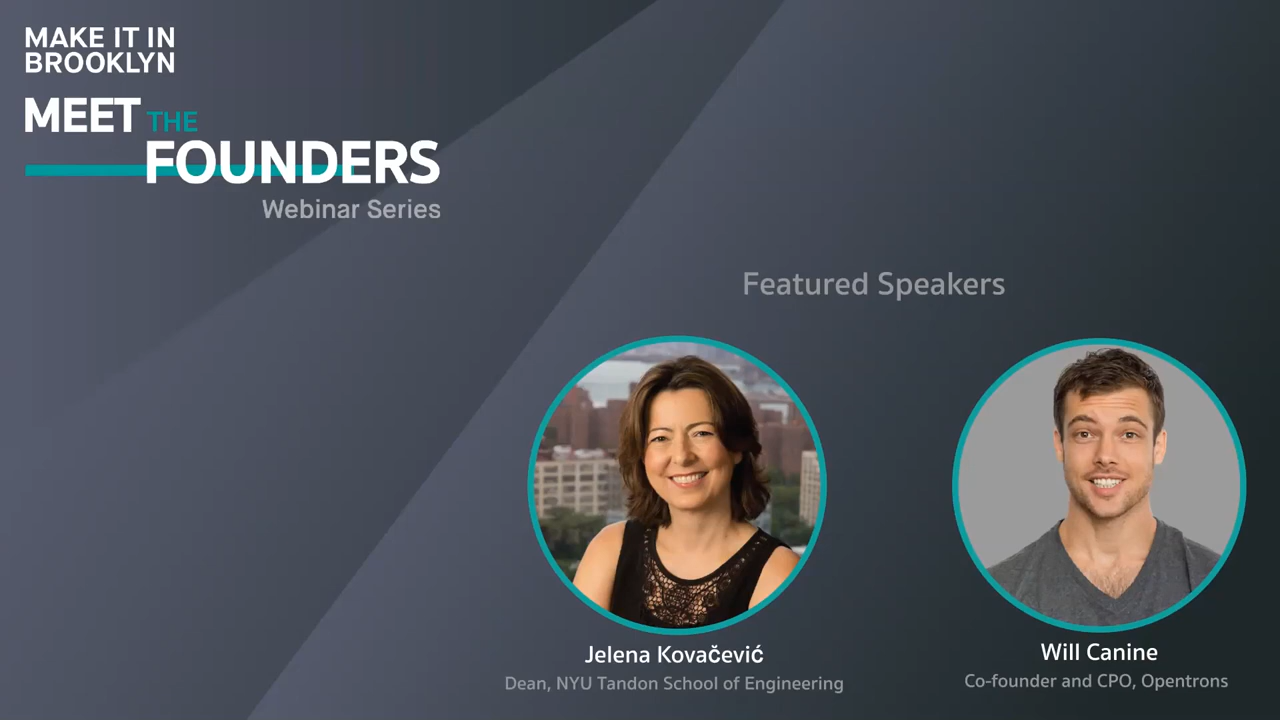 MAKE IT IN
BROOKLYN
MEET THE
FOUNDERS
Webinar Series
Featured Speakers
Jelena Kovačević
Dean, NYU Tandon School of Engineering
Will Canine
Co-founder and CPO, Opentrons